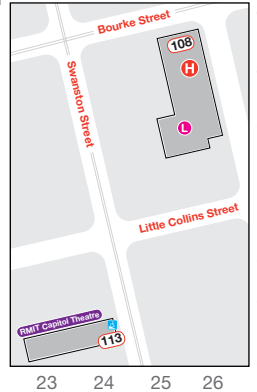 Bourke Street
108
H
Swanston Street
L
Little Collins Street
RMIT Capitol Theatre
113
23 24 25 26